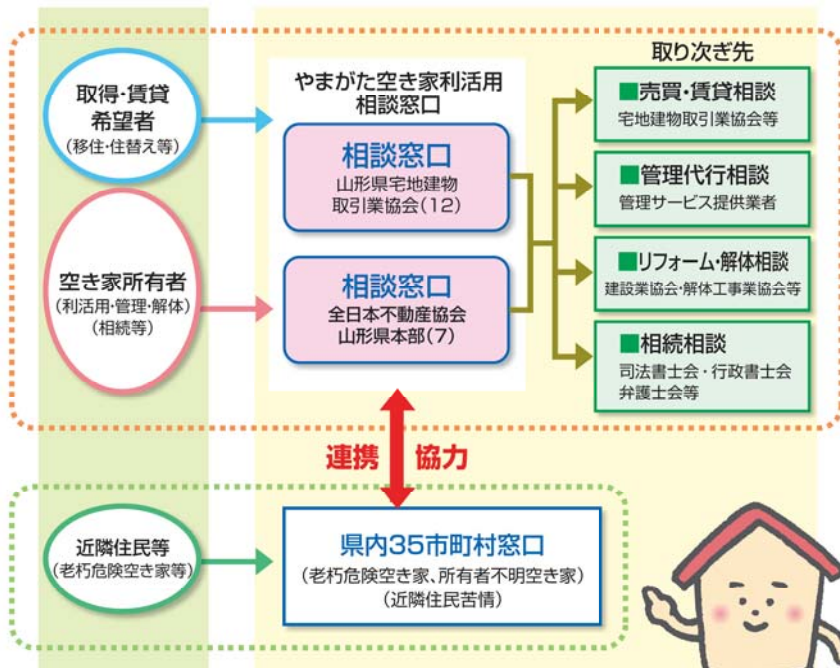 取得・賃貸
希望者
(移住・住替え等)
空き家所有者
(利活用・管理・解体)
(相続等)
やまがた空き家利活用
相談窓口
相談窓口
山形県宅地建物
取引業協会(12)
相談窓口
全日本不動産協会
山形県本部(7)
取り次ぎ先
■売買・賃貸相談
宅地建物取引業協会等
■管理代行相談
管理サービス提供業者
■リフォーム・解体相談
建設業協会・解体工事業協会等
■相続相談
司法書士会・行政書士会
弁護士会等
連携 協力
近隣住民等
(老朽危険空き家等)
県内35市町村窓口
(老朽危険空き家、所有者不明空き家)
(近隣住民苦情)